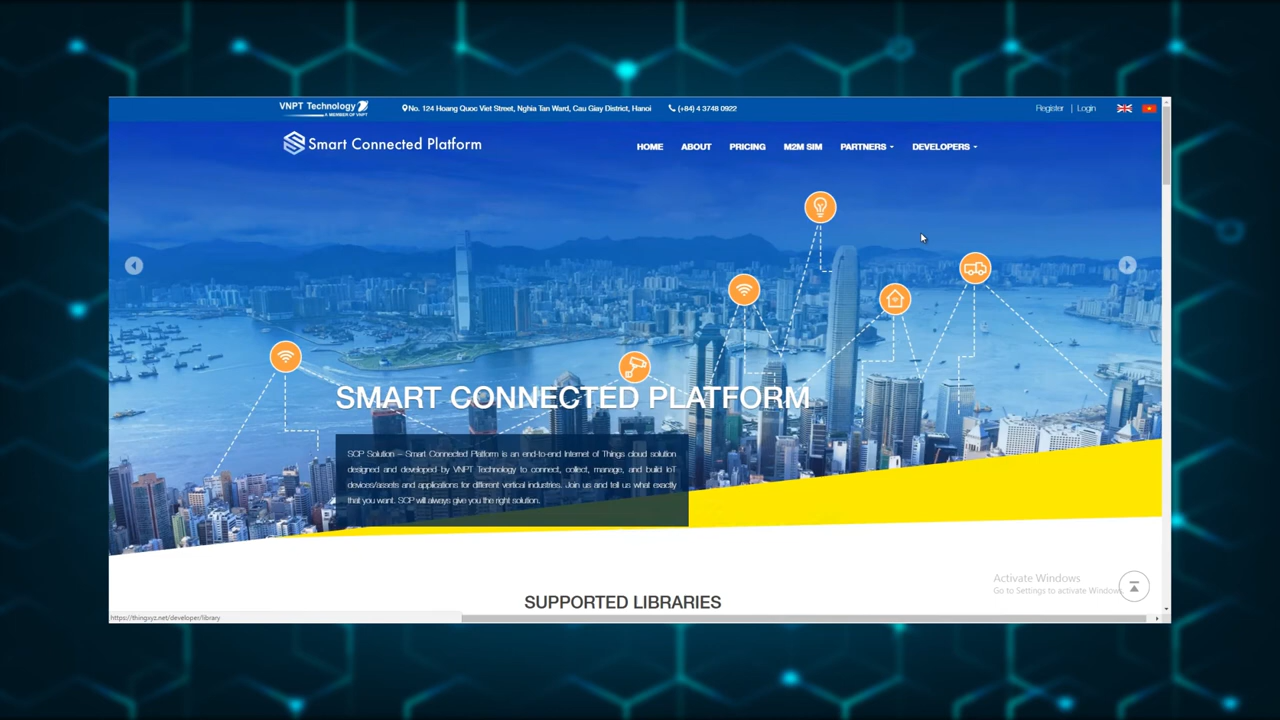 VNPT Technology
A MEMBER OF VNPT
No. 124 Hoang Quoc Viet Street, Nghia Tan Ward, Cau Giay District, Hanoi
(+84) 4 3748 0922
Register | Login
Smart Connected Platform
HOME ABOUT PRICING M2M SIM PARTNERS DEVELOPERS
SMART CONNECTED PLATFORM
SCP Solution – Smart Connected Platform is an end-to-end Internet of Things cloud solution
designed and developed by VNPT Technology to connect, collect, manage, and build IoT
devices/assets and applications for different vertical industries. Join us and tell us what exactly
that you want. SCP will always give you the right solution.
SUPPORTED LIBRARIES
Activate Windows
Go to Settings to activate Windows.
https://thingxyz.net/developer/library